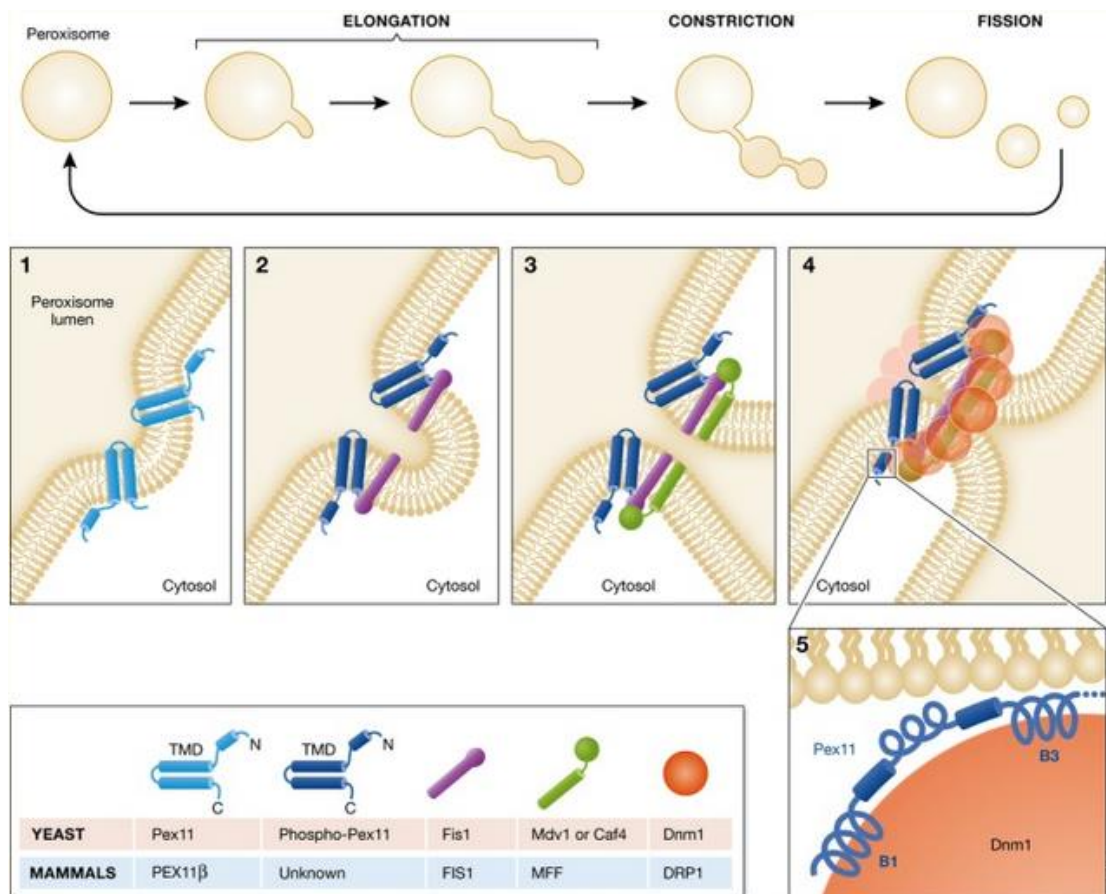 ELONGATION
CONSTRICTION
FISSION
Peroxisome
1
Peroxisome
lumen
Cytosol
2
Cytosol
3
Cytosol
4
Cytosol
5
Pex11
B3
B1
Dnm1
TMD
N
C
TMD
N
C
YEAST Pex11 Phospho-Pex11 Fis1 Mdv1 or Caf4 Dnm1
MAMMALS PEX11β Unknown FIS1 MFF DRP1